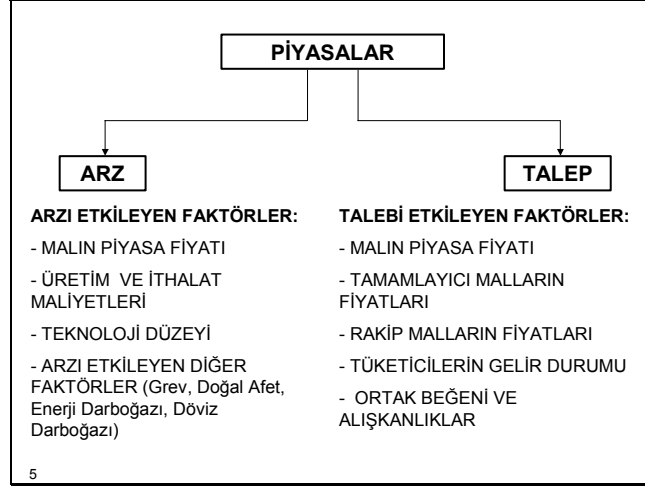 PİYASALAR
ARZ
ARZI ETKİLEYEN FAKTÖRLER:
- MALIN PİYASA FİYATI
- ÜRETİM VE İTHALAT
MALİYETLERİ
- TEKNOLOJİ DÜZEYİ
- ARZI ETKİLEYEN DİĞER
FAKTÖRLER (Grev, Doğal Afet,
Enerji Darboğazı, Döviz
Darboğazı)
TALEP
TALEBİ ETKİLEYEN FAKTÖRLER:
- MALIN PİYASA FİYATI
- TAMAMLAYICI MALLARIN
FİYATLARI
- RAKİP MALLARIN FİYATLARI
- TÜKETİCİLERİN GELİR DURUMU
- ORTAK BEĞENİ VE
ALIŞKANLIKLAR
5